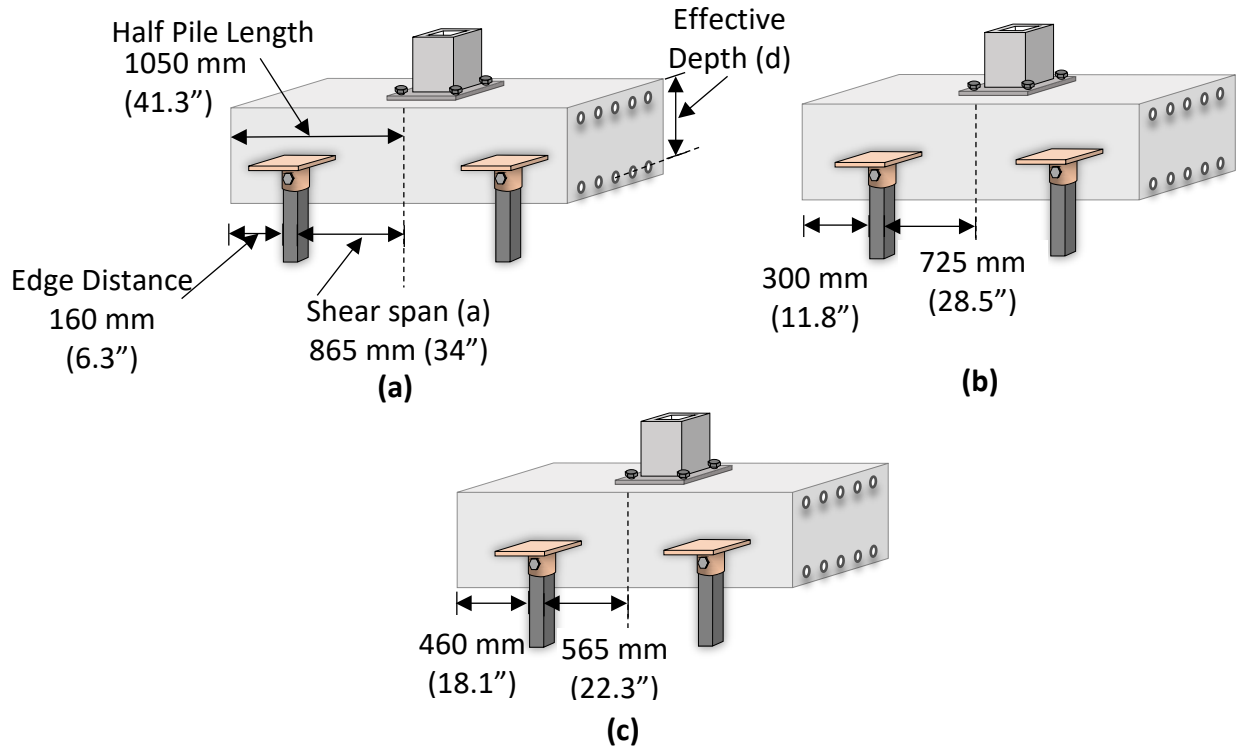 Half Pile Length
1050 mm
(41.3”)
Effective
Depth (d)
Edge Distance
160 mm
(6.3”)
Shear span (a)
865 mm (34”)
(a)
300 mm
(11.8”)
725 mm
(28.5”)
(b)
460 mm
(18.1”)
565 mm
(22.3”)
(c)